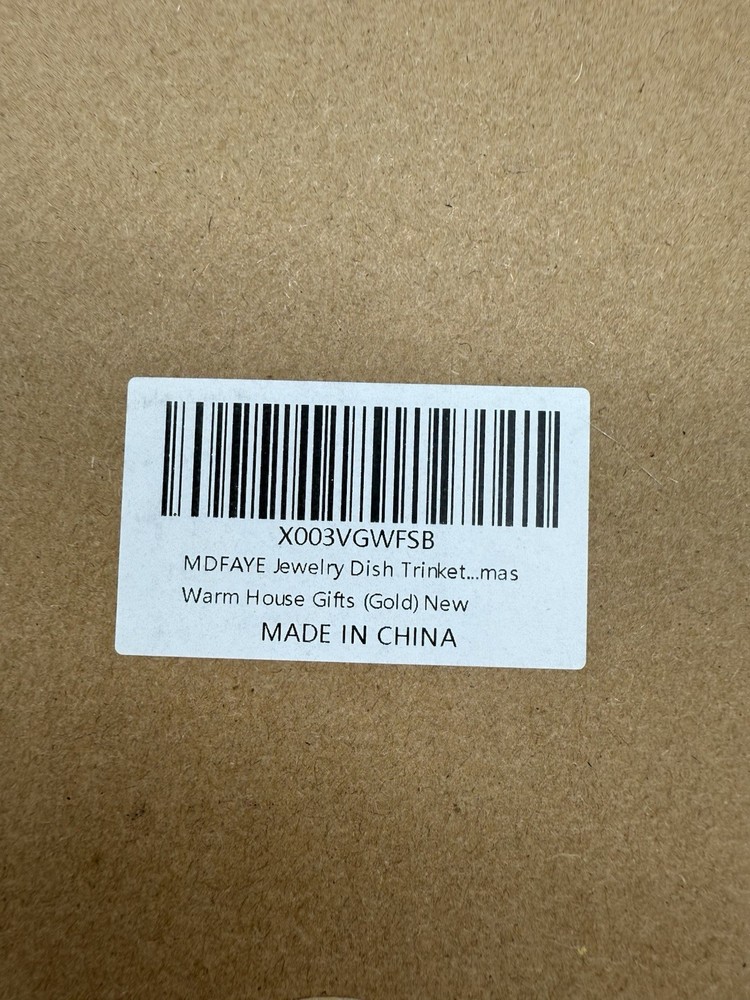 X003VGWFSB
MDFAYE Jewelry Dish Trinket...mas
Warm House Gifts (Gold) New
MADE IN CHINA